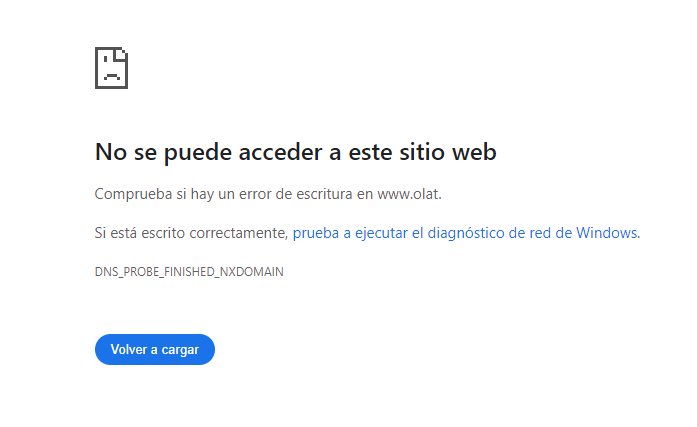 No se puede acceder a este sitio web
Comprueba si hay un error de escritura en www.olat.
Si está escrito correctamente, prueba a ejecutar el diagnóstico de red de Windows.
DNS_PROBE_FINISHED_NXDOMAIN
Volver a cargar